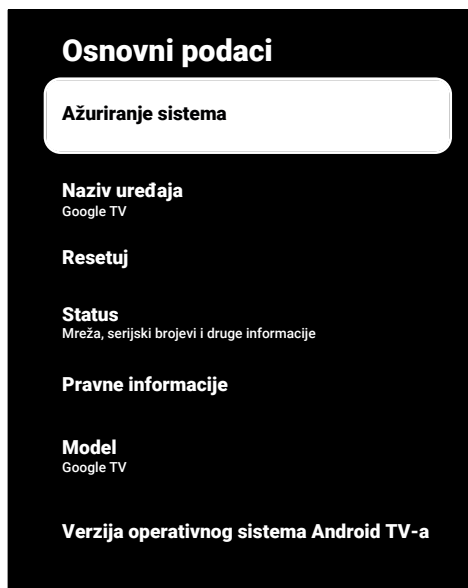 Osnovni podaci
Ažuriranje sistema
Naziv uređaja
Google TV
Resetuj
Status
Mreža, serijski brojevi i druge informacije
Pravne informacije
Model
Google TV
Verzija operativnog sistema Android TV-a